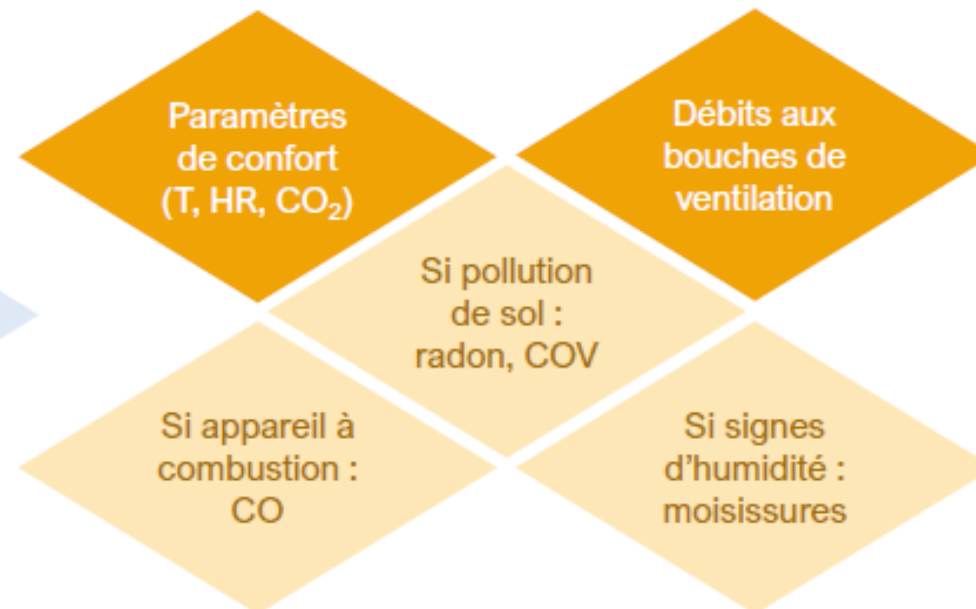 Paramètres
de confort
(T, HR, CO₂)
Débits aux
bouches de
ventilation
Si pollution
de sol :
radon, COV
Si appareil à
combustion :
CO
Si signes
d’humidité :
moisissures